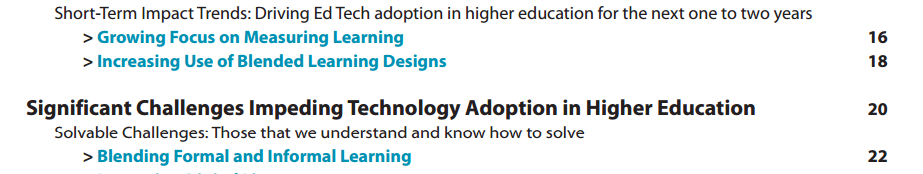 Short-Term Impact Trends: Driving Ed Tech adoption in higher education for the next one to two years
> Growing Focus on Measuring Learning 16
> Increasing Use of Blended Learning Designs 18
Significant Challenges Impeding Technology Adoption in Higher Education 20
Solvable Challenges: Those that we understand and know how to solve
> Blending Formal and Informal Learning 22